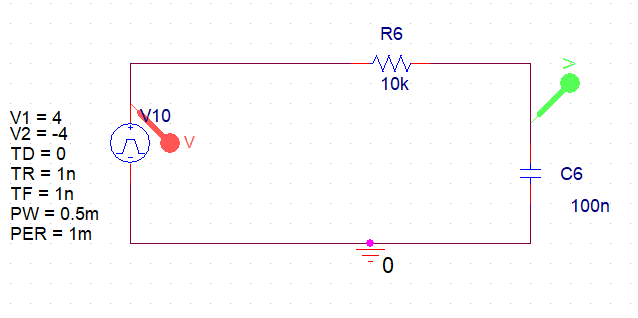 R6
10k
V
V10
V
V1 = 4
V2 = -4
TD = 0
TR = 1n
TF = 1n
PW = 0.5m
PER = 1m
C6
100n
0